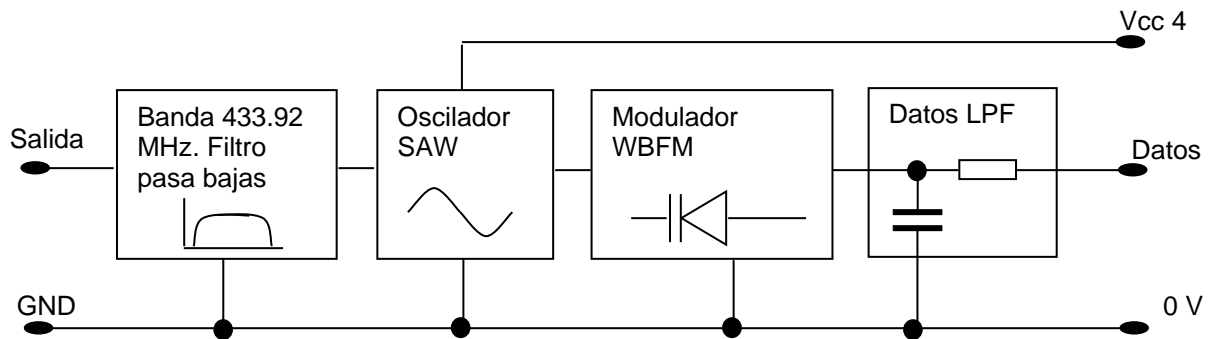 Vcc 4
Salida
Banda 433.92
MHz. Filtro
pasa bajas
Oscilador
SAW
Modulador
WBFM
Datos LPF
Datos
GND
0 V